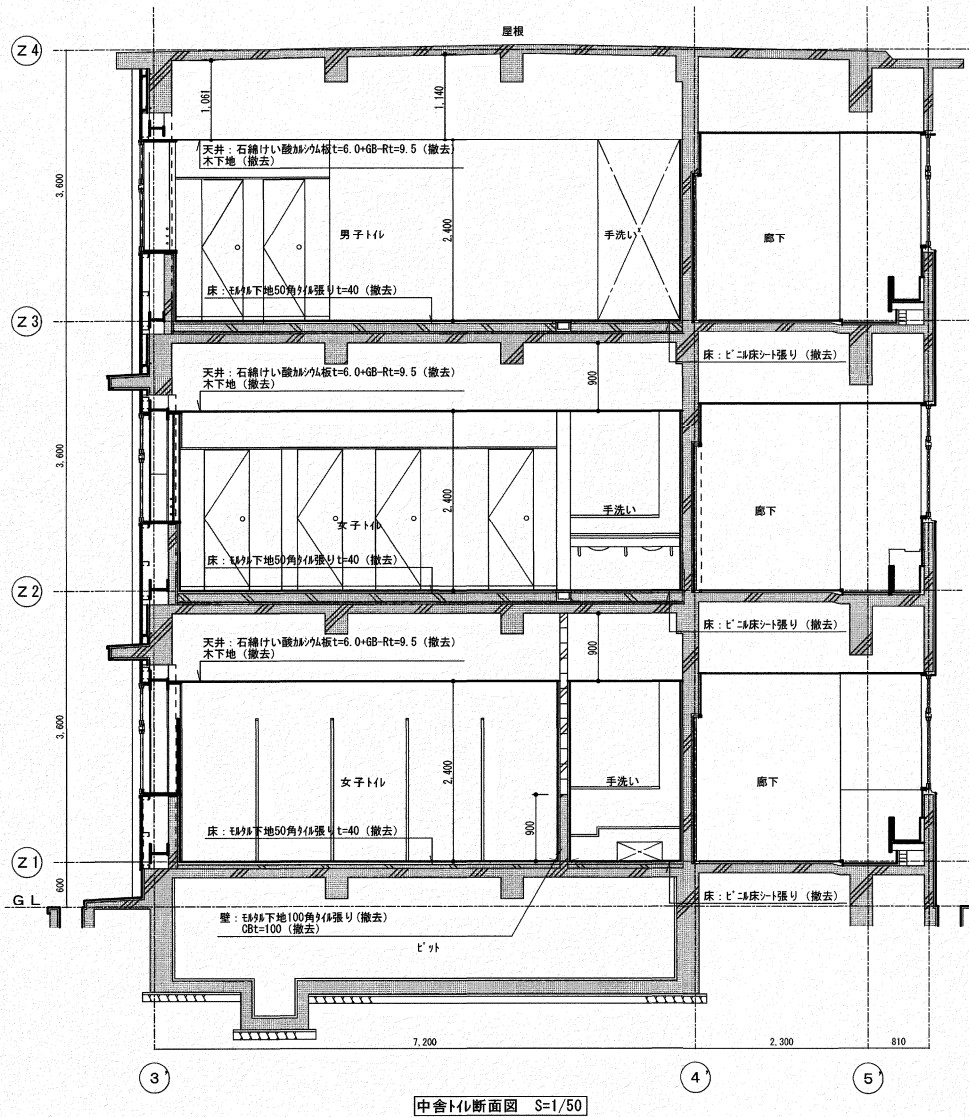 屋根
Z4
1,061
1,140
天井：石綿けい酸カルシウム板t=6.0+GB-Rt=9.5（撤去）
木下地（撤去）
3,600
男子トイレ
2,400
手洗い
廊下
床：モルタル下地50角タイル張りt=40（撤去）
Z3
床：ビニル床シート張り（撤去）
天井：石綿けい酸カルシウム板t=6.0+GB-Rt=9.5（撤去）
木下地（撤去）
900
3,600
2,400
手洗い
廊下
女子トイレ
床：モルタル下地50角タイル張りt=40（撤去）
Z2
床：ビニル床シート張り（撤去）
天井：石綿けい酸カルシウム板t=6.0+GB-Rt=9.5（撤去）
木下地（撤去）
900
3,600
女子トイレ
2,400
手洗い
廊下
床：モルタル下地50角タイル張りt=40（撤去）
900
Z1
600
GL
床：ビニル床シート張り（撤去）
壁：モルタル下地100角タイル張り（撤去）
CBt=100（撤去）
ピット
7,200
2,300
810
3'
4'
5'
中舎トイレ断面図 S=1/50